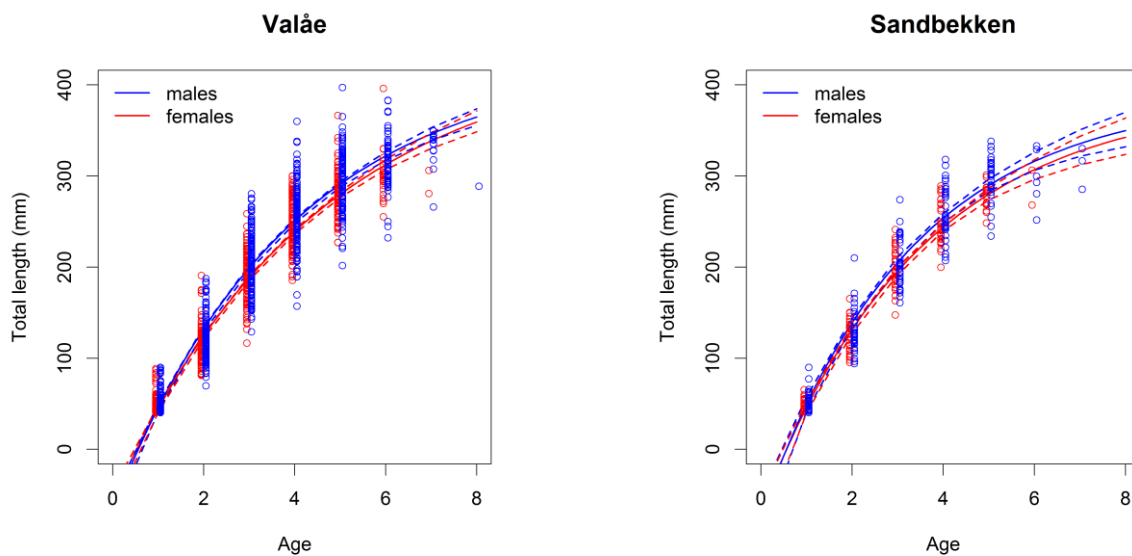 Valåe
males
females
Total length (mm)
400
300
200
100
0
0 2 4 6 8
Age
Sandbekken
males
females
Total length (mm)
400
300
200
100
0
0 2 4 6 8
Age